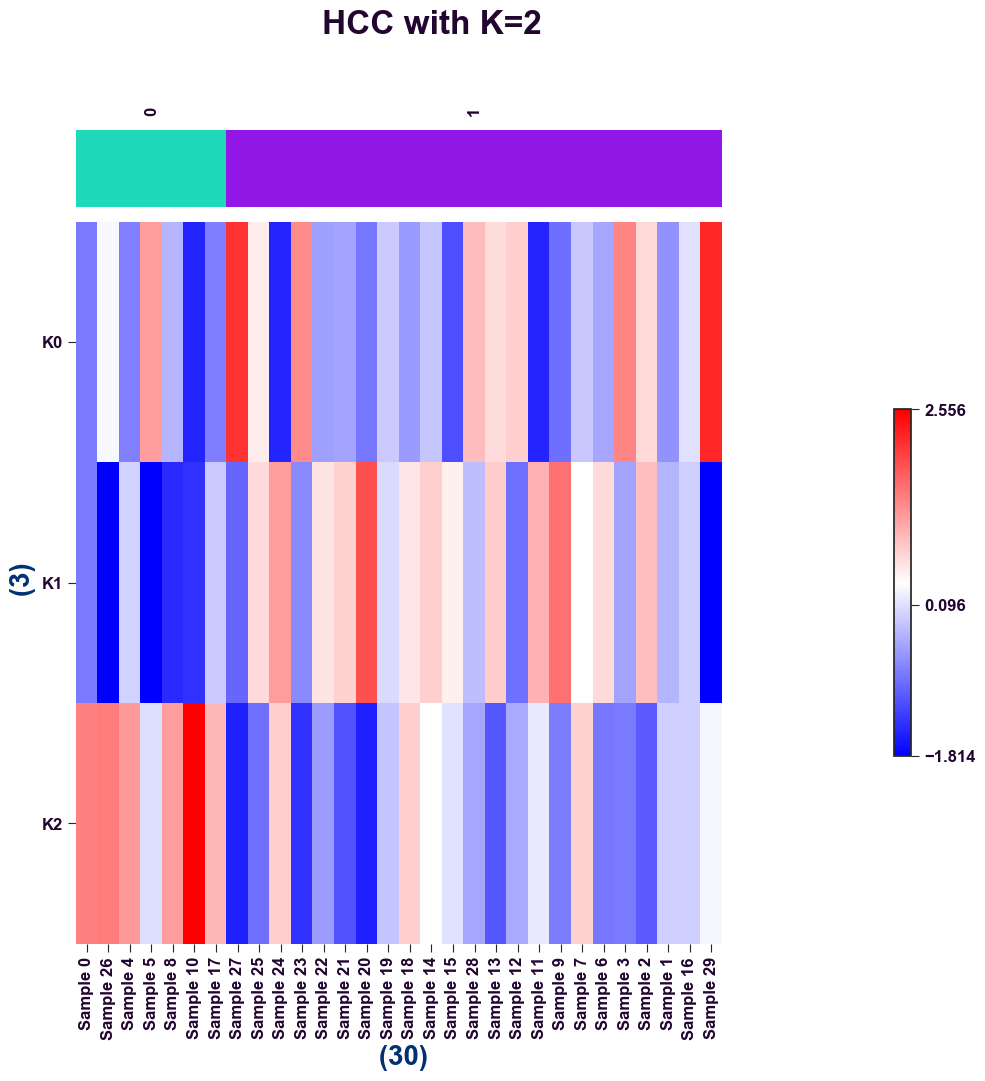 HCC with K=2
0
1
K0
K1
K2
(3)
2.556
0.096
−1.814
Sample 0
Sample 26
Sample 4
Sample 5
Sample 8
Sample 10
Sample 17
Sample 27
Sample 25
Sample 24
Sample 23
Sample 22
Sample 21
Sample 20
Sample 19
Sample 18
Sample 14
Sample 15
Sample 28
Sample 13
Sample 12
Sample 11
Sample 9
Sample 7
Sample 6
Sample 3
Sample 2
Sample 1
Sample 16
Sample 29
(30)